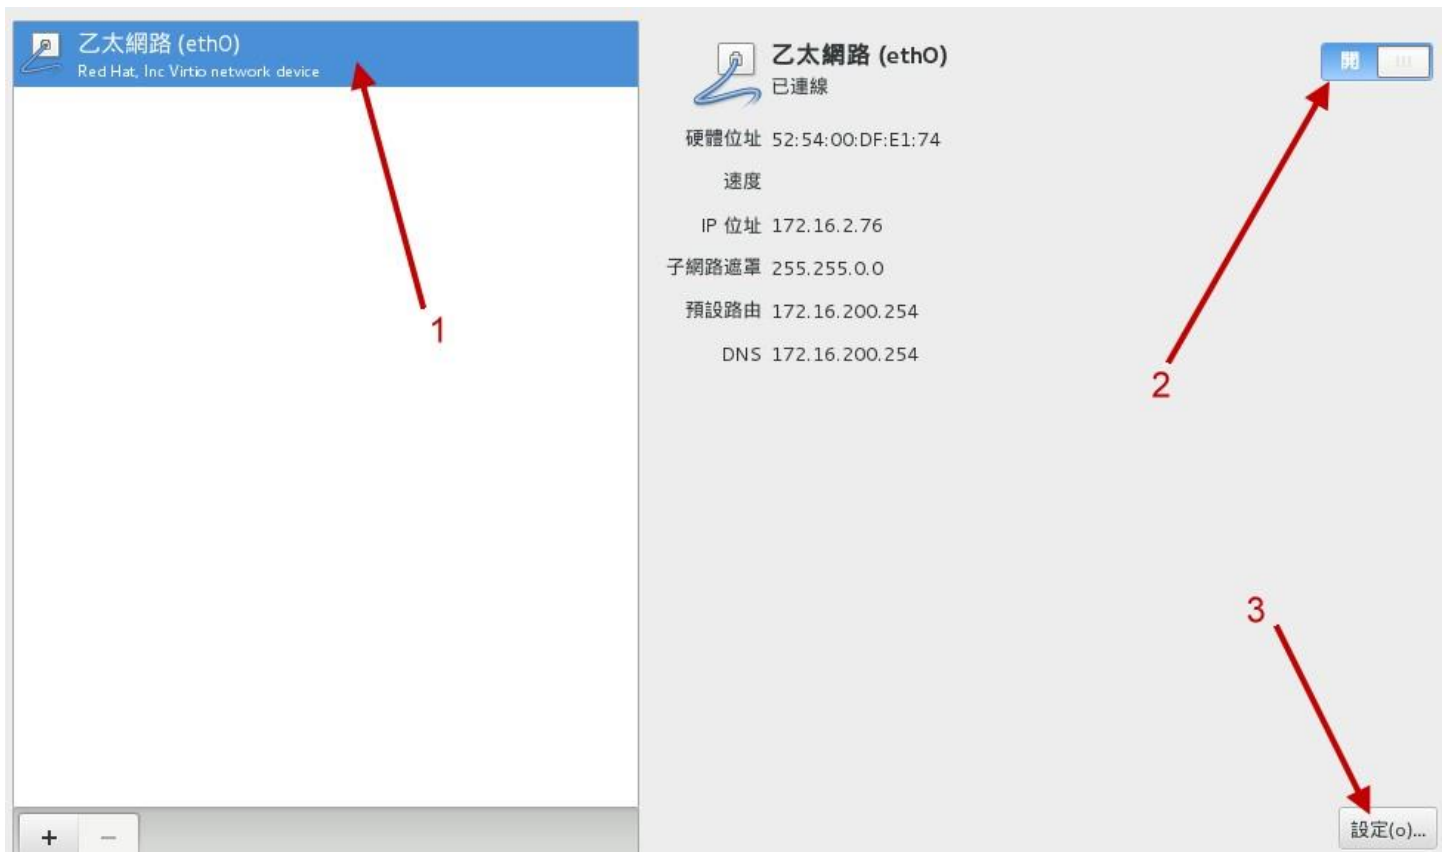 乙太網路 (eth0)
Red Hat, Inc Virtio network device
乙太網路 (eth0)
已連線
開
硬體位址 52:54:00:DF:E1:74
速度
IP 位址 172.16.2.76
子網路遮罩 255.255.0.0
預設路由 172.16.200.254
DNS 172.16.200.254
1
2
3
設定(o)...
+ −